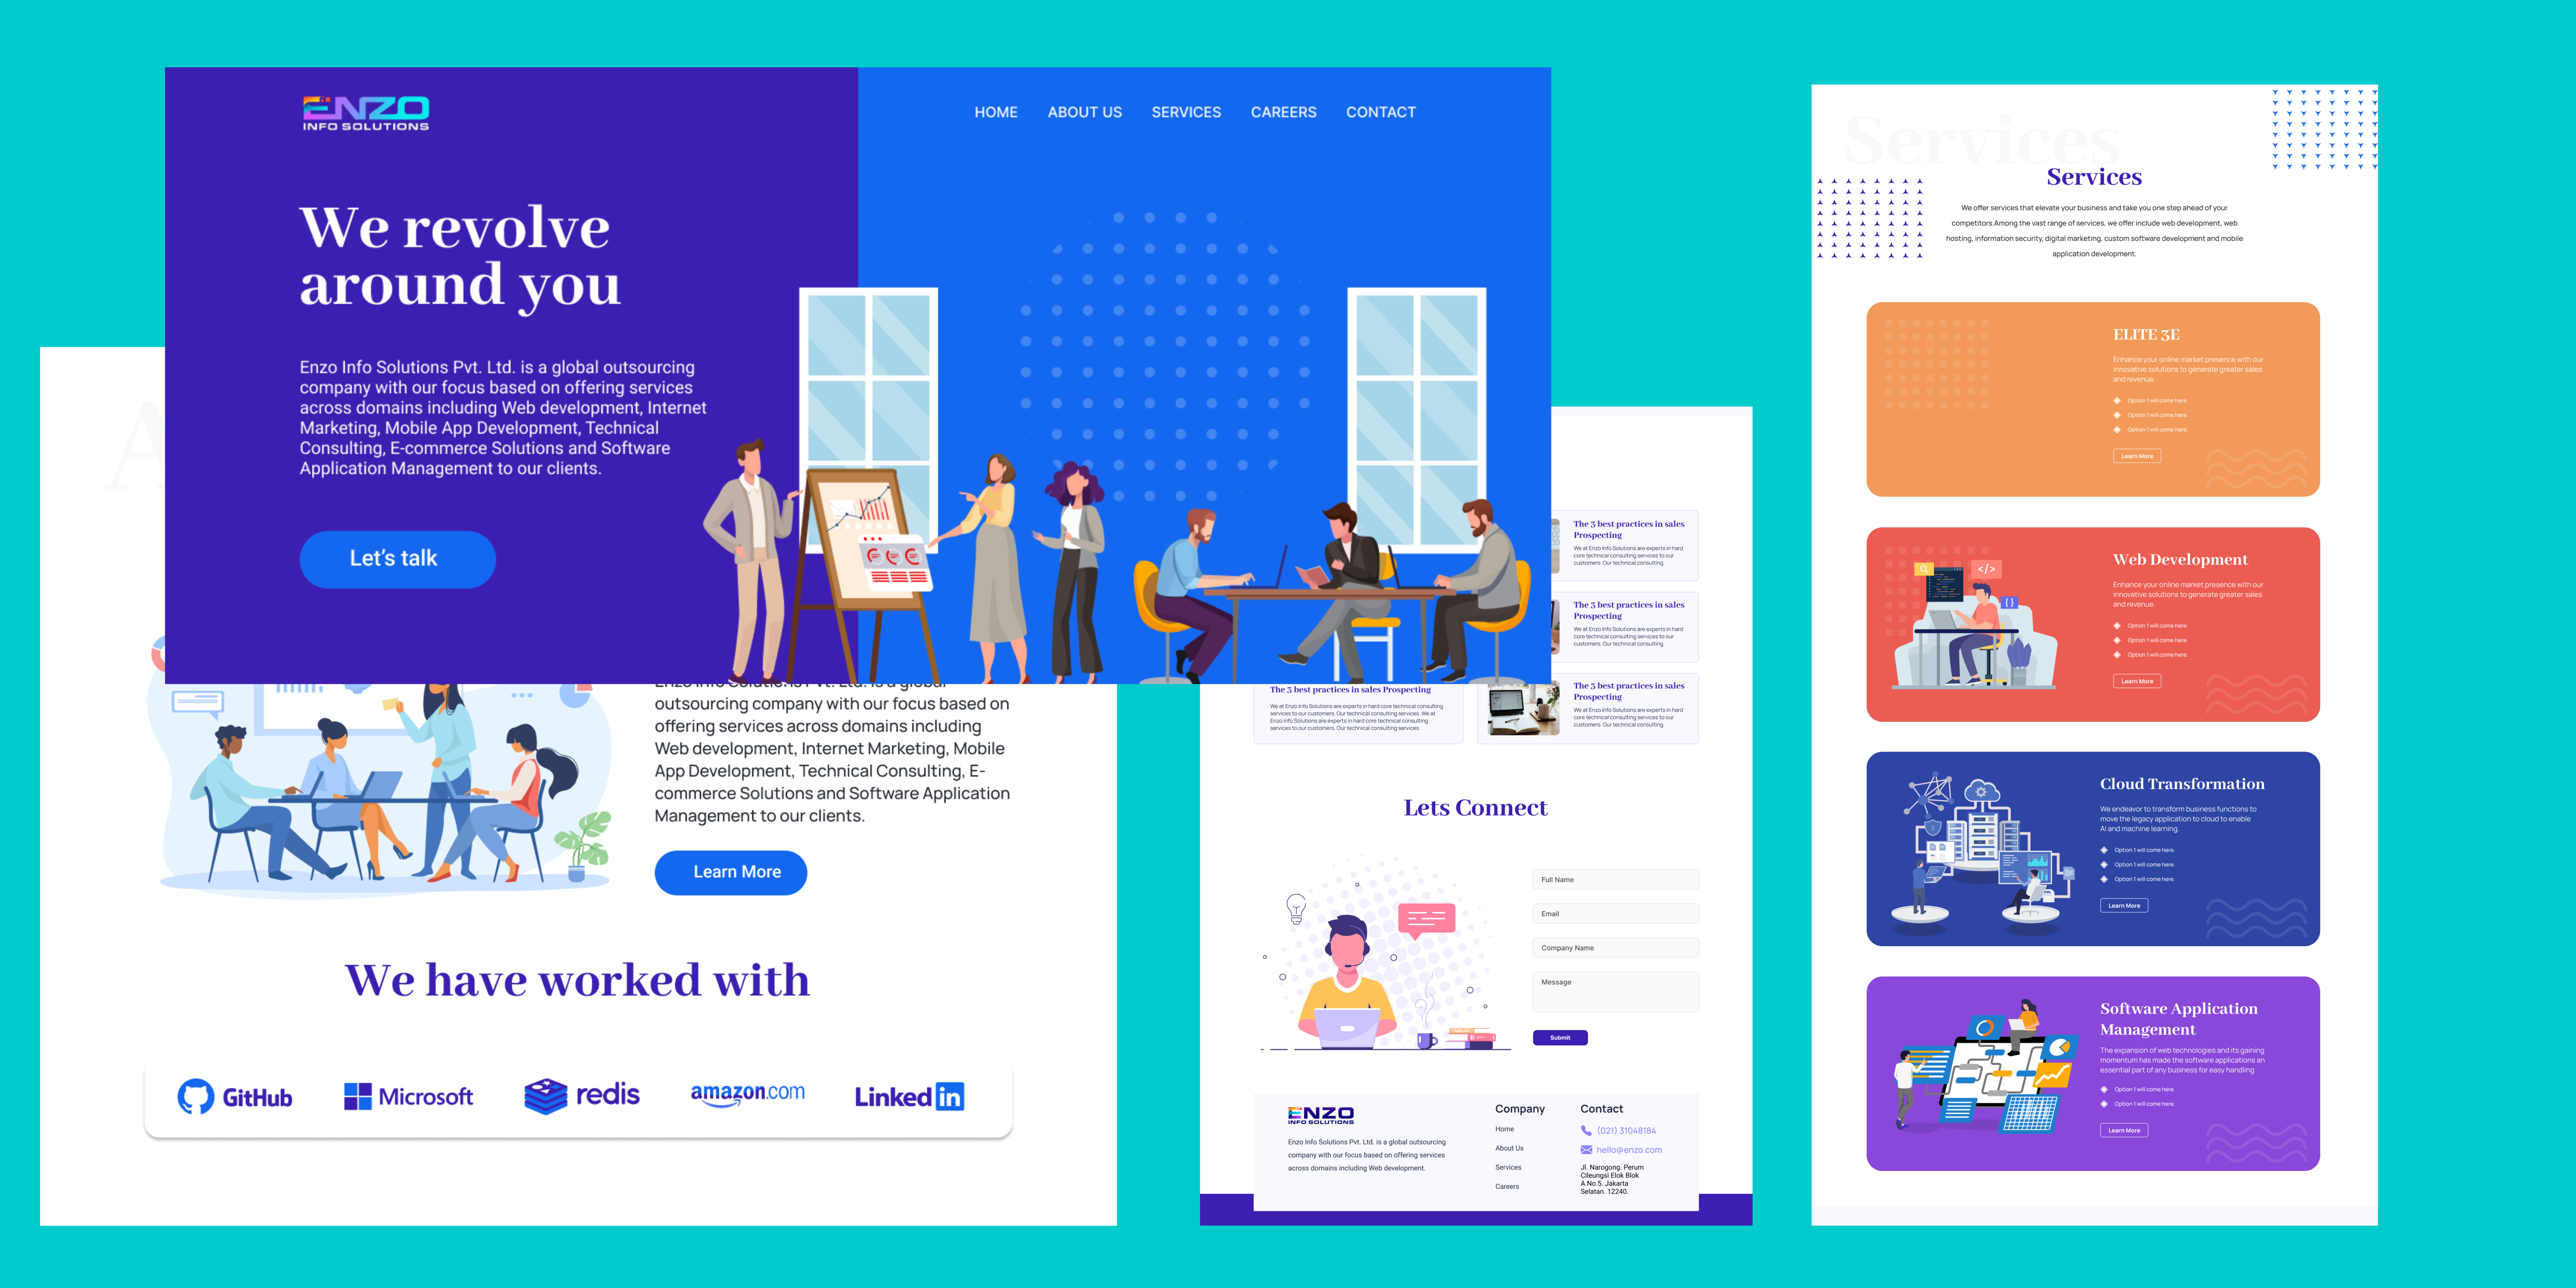 ENZO
INFO SOLUTIONS
HOME ABOUT US SERVICES CAREERS CONTACT
We revolve
around you
Enzo Info Solutions Pvt. Ltd. is a global outsourcing
company with our focus based on offering services
across domains including Web development, Internet
Marketing, Mobile App Development, Technical
Consulting, E-commerce Solutions and Software
Application Management to our clients.
Let's talk
A
Enzo Info Solutions Pvt. Ltd. is a global
outsourcing company with our focus based on
offering services across domains including
Web development, Internet Marketing, Mobile
App Development, Technical Consulting, E-
commerce Solutions and Software Application
Management to our clients.
Learn More
We have worked with
GitHub
Microsoft
redis
amazon.com
Linked in
The 3 best practices in sales
Prospecting
We at Enzo Info Solutions are experts in hard
core technical consulting services to our
customers. Our technical consulting.
The 3 best practices in sales
Prospecting
We at Enzo Info Solutions are experts in hard
core technical consulting services to our
customers. Our technical consulting.
The 3 best practices in sales Prospecting
We at Enzo Info Solutions are experts in hard core technical consulting
services to our customers. Our technical consulting services . We at
Enzo Info Solutions are experts in hard core technical consulting
services to our customers. Our technical consulting services .
The 3 best practices in sales
Prospecting
We at Enzo Info Solutions are experts in hard
core technical consulting services to our
customers. Our technical consulting.
Lets Connect
Full Name
Email
Company Name
Message
Submit
ENZO
INFO SOLUTIONS
Enzo Info Solutions Pvt. Ltd. is a global outsourcing
company with our focus based on offering services
across domains including Web development.
Company
Home
About Us
Services
Careers
Contact
(021) 31048184
hello@enzo.com
Jl. Narogong. Perum
Cileungsi Elok Blok
A No.5. Jakarta
Selatan. 12240.
Services
Services
We offer services that elevate your business and take you one step ahead of your
competitors.Among the vast range of services, we offer include web development, web
hosting, information security, digital marketing, custom software development and mobile
application development.
ELITE 3E
Enhance your online market presence with our
innovative solutions to generate greater sales
and revenue.
Option 1 will come here.
Option 1 will come here.
Option 1 will come here.
Learn More
</>
{ }
Web Development
Enhance your online market presence with our
innovative solutions to generate greater sales
and revenue.
Option 1 will come here.
Option 1 will come here.
Option 1 will come here.
Learn More
Cloud Transformation
We endeavor to transform business functions to
move the legacy application to cloud to enable
AI and machine learning.
Option 1 will come here.
Option 1 will come here.
Option 1 will come here.
Learn More
Software Application
Management
The expansion of web technologies and its gaining
momentum has made the software applications an
essential part of any business for easy handling .
Option 1 will come here.
Option 1 will come here.
Learn More